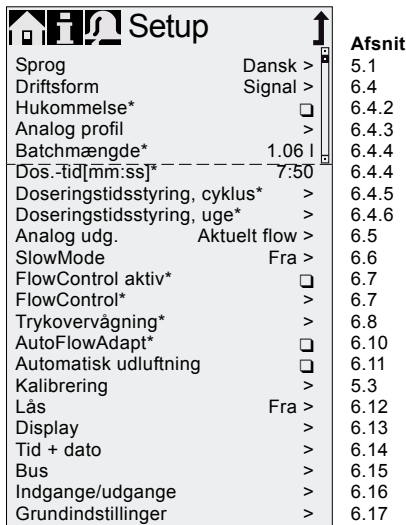 Setup
Afsnit
Sprog Dansk > 5.1
Driftsform Signal > 6.4
Hukommelse* ❑ 6.4.2
Analog profil > 6.4.3
Batchmængde* 1.06 l 6.4.4
Dos.-tid[mm:ss]* 7:50 6.4.4
Doseringstidsstyring, cyklus* > 6.4.5
Doseringstidsstyring, uge* > 6.4.6
Analog udg. Aktuelt flow > 6.5
SlowMode Fra > 6.6
FlowControl aktiv* ❑ 6.7
FlowControl* > 6.7
Trykovervågning* > 6.8
AutoFlowAdapt* ❑ 6.10
Automatisk udluftning ❑ 6.11
Kalibrering > 5.3
Lås Fra > 6.12
Display > 6.13
Tid + dato > 6.14
Bus > 6.15
Indgange/udgange > 6.16
Grundindstillinger > 6.17